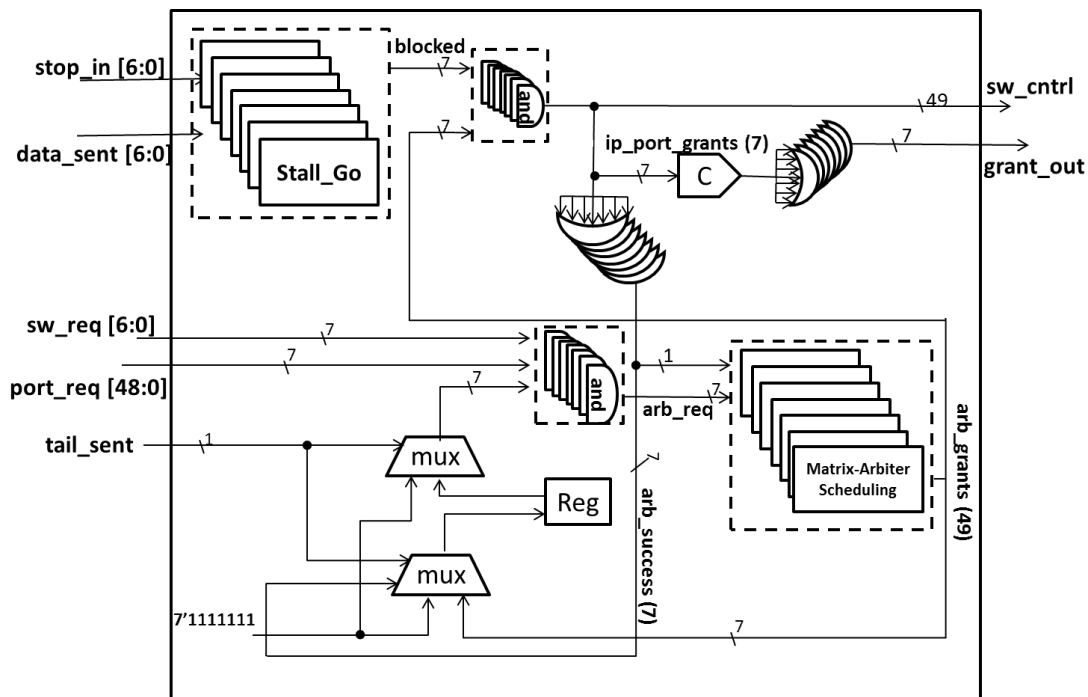 stop_in [6:0]
data_sent [6:0]
Stall_Go
blocked
7
7
and
49
sw_cntrl
ip_port_grants (7)
7
C
7
grant_out
sw_req [6:0]
7
7
port_req [48:0]
7
and
1
arb_req
7
tail_sent
1
mux
Reg
7
arb_success (7)
Matrix-Arbiter
Scheduling
arb_grants (49)
mux
7'1111111
7